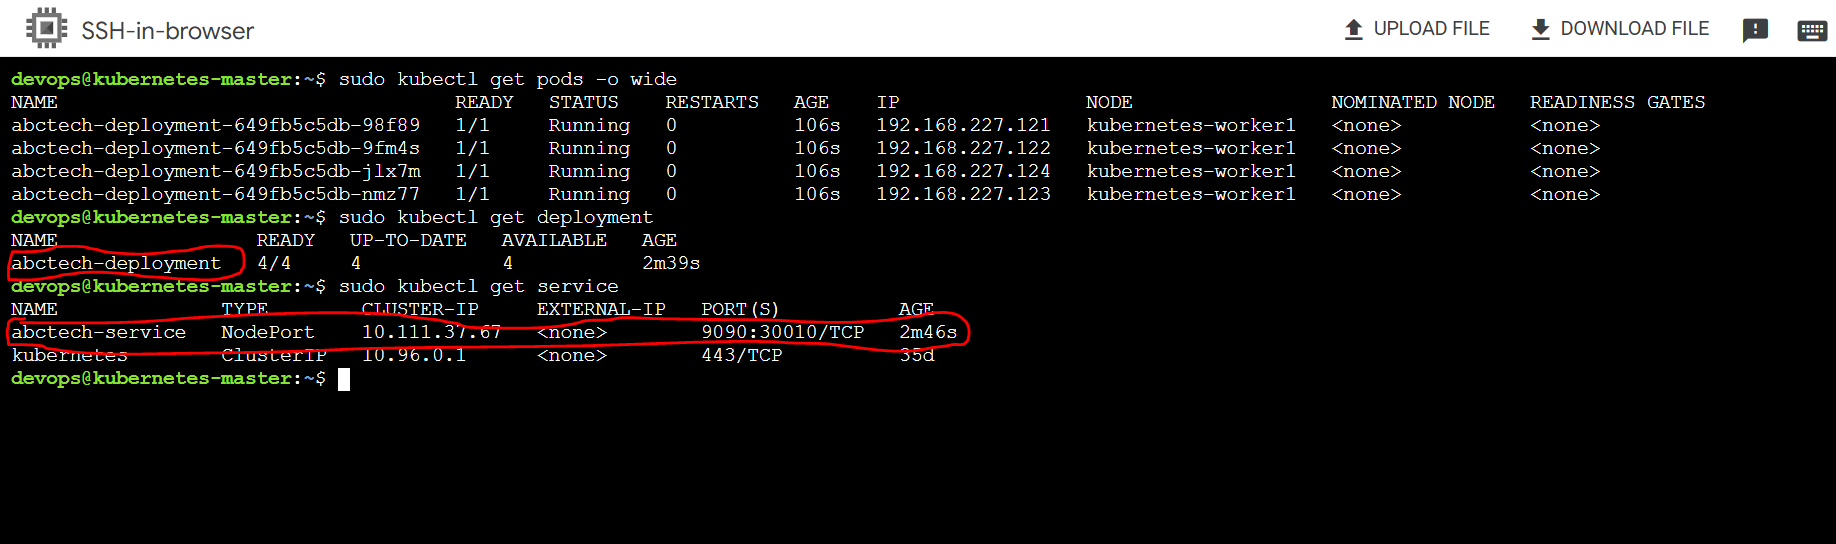 SSH-in-browser UPLOAD FILE DOWNLOAD FILE
devops@kubernetes-master:~$ sudo kubectl get pods -o wide
NAME READY STATUS RESTARTS AGE IP NODE NOMINATED NODE READINESS GATES
abctech-deployment-649fb5c5db-98f89 1/1 Running 0 106s 192.168.227.121 kubernetes-worker1 <none> <none>
abctech-deployment-649fb5c5db-9fm4s 1/1 Running 0 106s 192.168.227.122 kubernetes-worker1 <none> <none>
abctech-deployment-649fb5c5db-jlx7m 1/1 Running 0 106s 192.168.227.124 kubernetes-worker1 <none> <none>
abctech-deployment-649fb5c5db-nmz77 1/1 Running 0 106s 192.168.227.123 kubernetes-worker1 <none> <none>
devops@kubernetes-master:~$ sudo kubectl get deployment
NAME READY UP-TO-DATE AVAILABLE AGE
abctech-deployment 4/4 4 4 2m39s
devops@kubernetes-master:~$ sudo kubectl get service
NAME TYPE CLUSTER-IP EXTERNAL-IP PORT(S) AGE
abctech-service NodePort 10.111.37.67 <none> 9090:30010/TCP 2m46s
kubernetes ClusterIP 10.96.0.1 <none> 443/TCP 35d
devops@kubernetes-master:~$